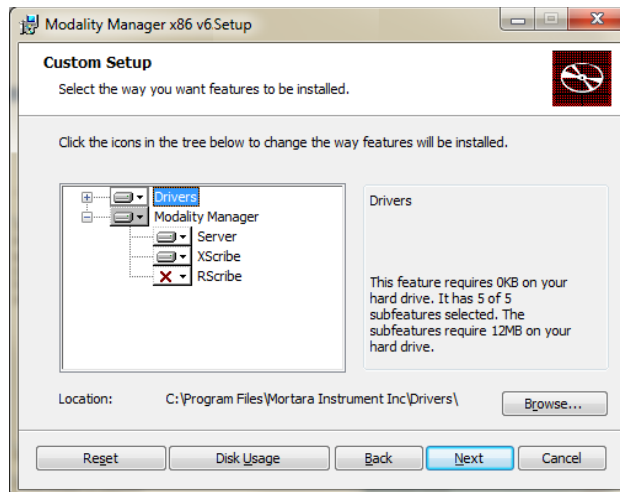 Modality Manager x86 v6 Setup
Custom Setup
Select the way you want features to be installed.
Click the icons in the tree below to change the way features will be installed.
Drivers
Modality Manager
Server
XScribe
RScribe
Drivers
This feature requires 0KB on your
hard drive. It has 5 of 5
subfeatures selected. The
subfeatures require 12MB on your
hard drive.
Location: C:\Program Files\Mortara Instrument Inc\Drivers\
Browse...
Reset Disk Usage Back Next Cancel